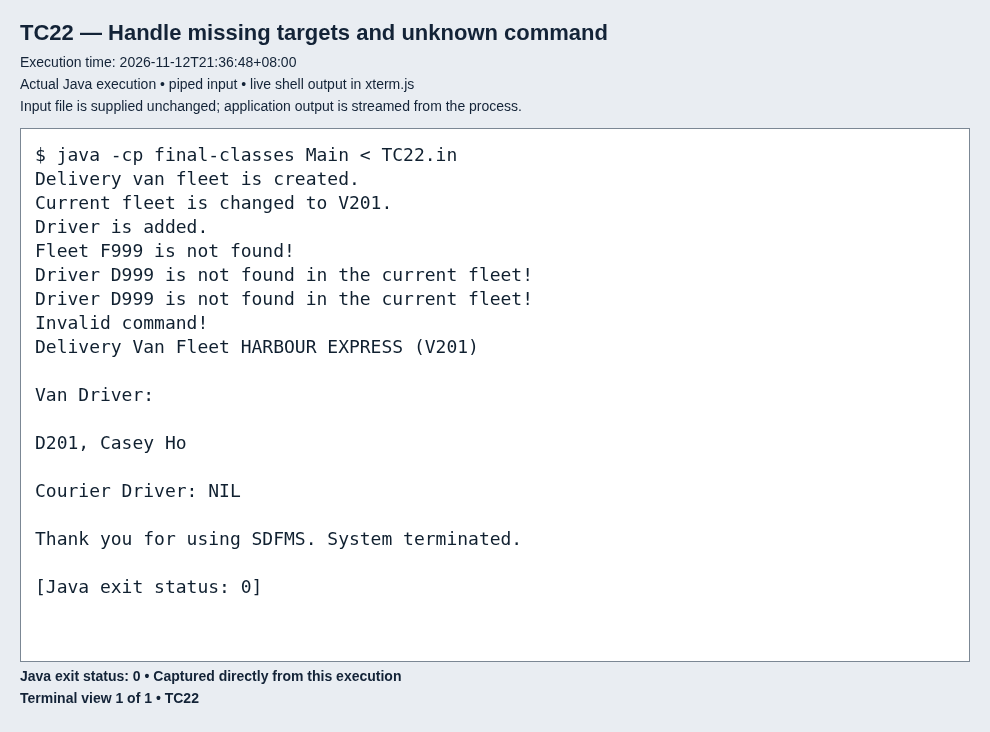 TC22 — Handle missing targets and unknown command
Execution time: 2026-11-12T21:36:48+08:00
Actual Java execution • piped input • live shell output in xterm.js
Input file is supplied unchanged; application output is streamed from the process.
$ java -cp final-classes Main < TC22.in
Delivery van fleet is created.
Current fleet is changed to V201.
Driver is added.
Fleet F999 is not found!
Driver D999 is not found in the current fleet!
Driver D999 is not found in the current fleet!
Invalid command!
Delivery Van Fleet HARBOUR EXPRESS (V201)
Van Driver:
D201, Casey Ho
Courier Driver: NIL
Thank you for using SDFMS. System terminated.
[Java exit status: 0]
Java exit status: 0 • Captured directly from this execution
Terminal view 1 of 1 • TC22